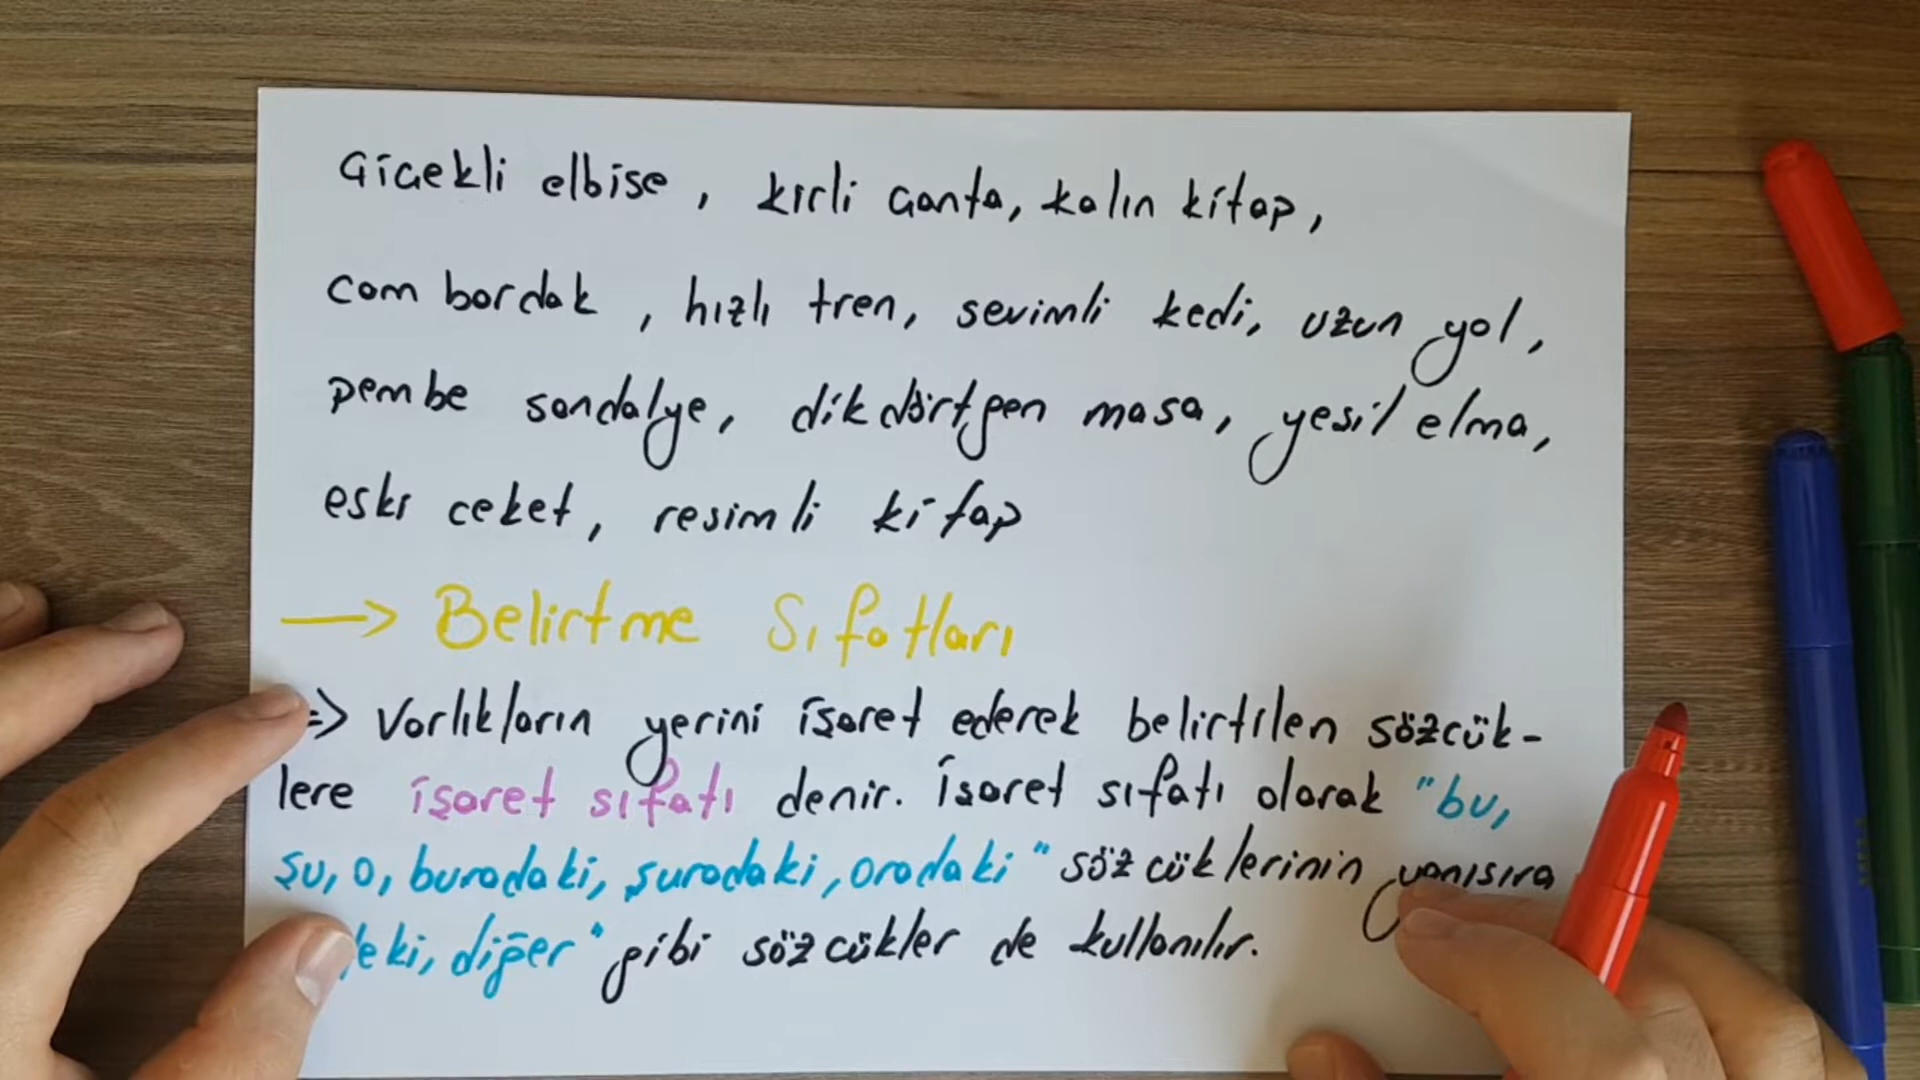 Çiçekli elbise, kirli çanta, kalın kitap,
cam bardak, hızlı tren, sevimli kedi, uzun yol,
pembe sandalye, dikdörtgen masa, yeşil elma,
eski ceket, resimli kitap
→ Belirtme Sıfatları
⇒ Varlıkların yerini işaret ederek belirtilen sözcük-
lere işaret sıfatı denir. İşaret sıfatı olarak "bu,
şu, o, buradaki, şuradaki, oradaki" sözcüklerinin yanısıra
diğer" gibi sözcükler de kullanılır.